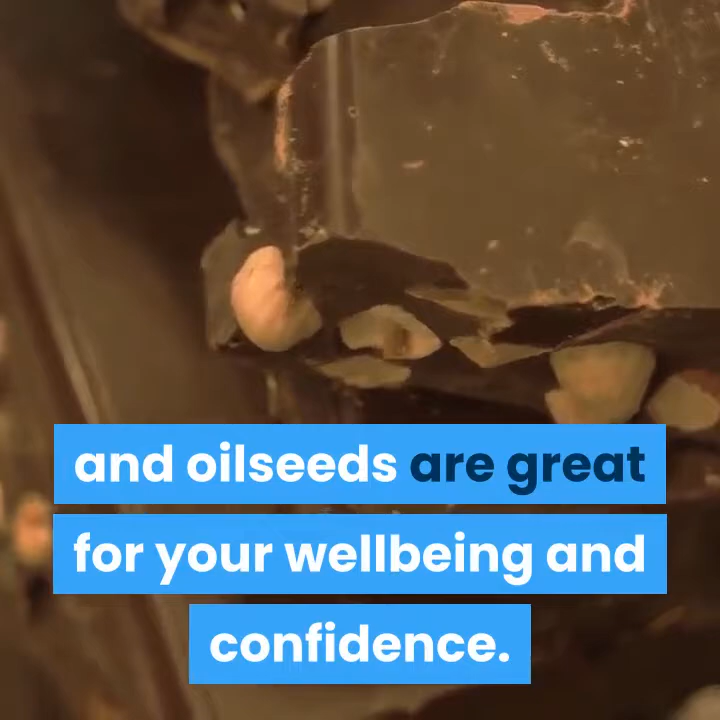 and oilseeds are great
for your wellbeing and
confidence.